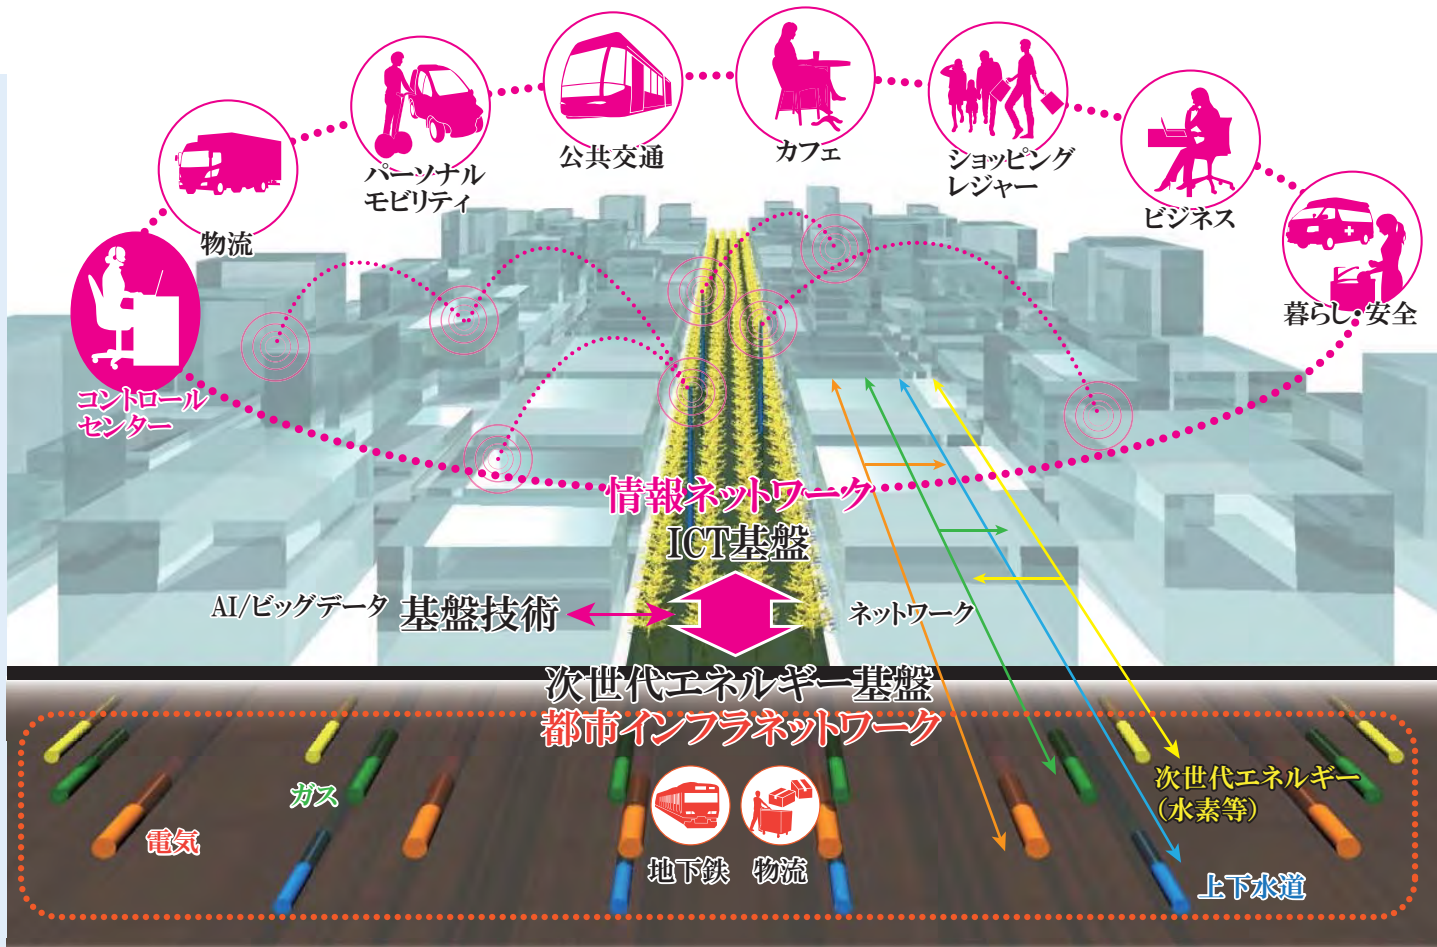 カフェ
公共交通
ショッピング
レジャー
パーソナル
モビリティ
ビジネス
物流
暮らし・安全
コントロール
センター
情報ネットワーク
ICT基盤
AI/ビッグデータ 基盤技術
ネットワーク
次世代エネルギー基盤
都市インフラネットワーク
次世代エネルギー
(水素等)
ガス
電気
地下鉄
物流
上下水道